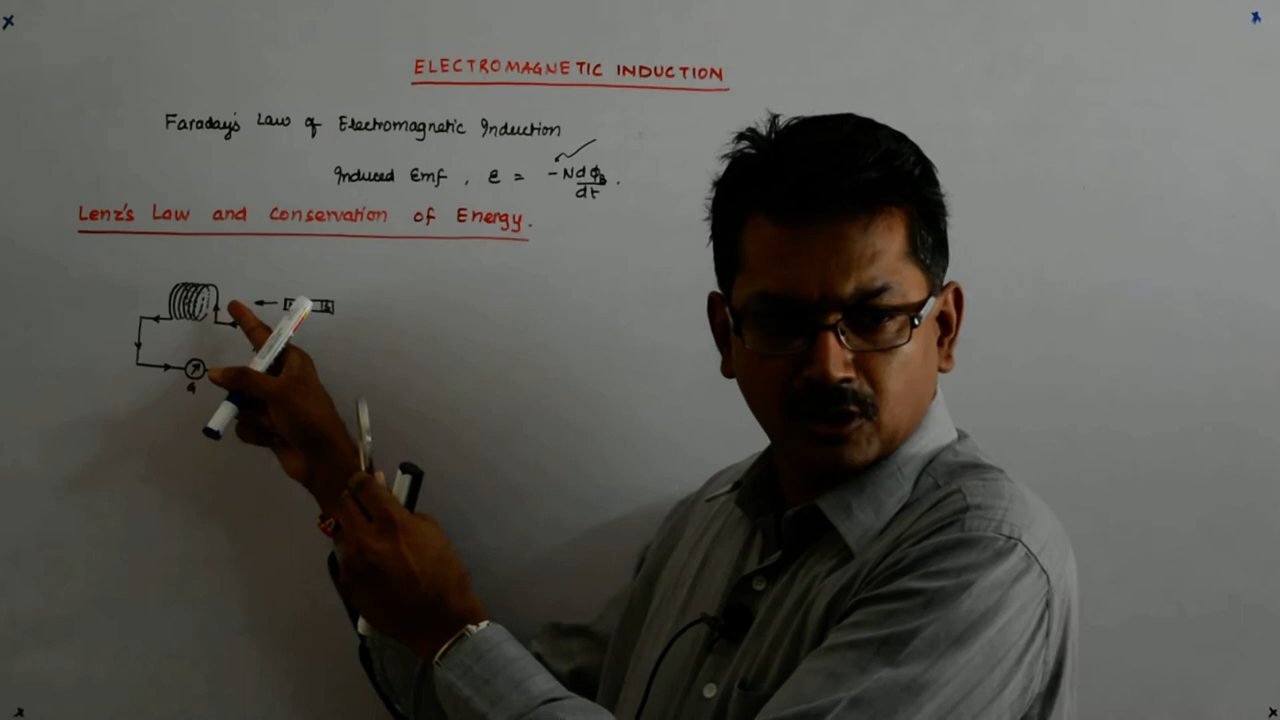 ELECTROMAGNETIC INDUCTION
Faraday's Law of Electromagnetic Induction
Induced Emf , ε = -N dϕB/dt .
Lenz's Law and Conservation of Energy.
G